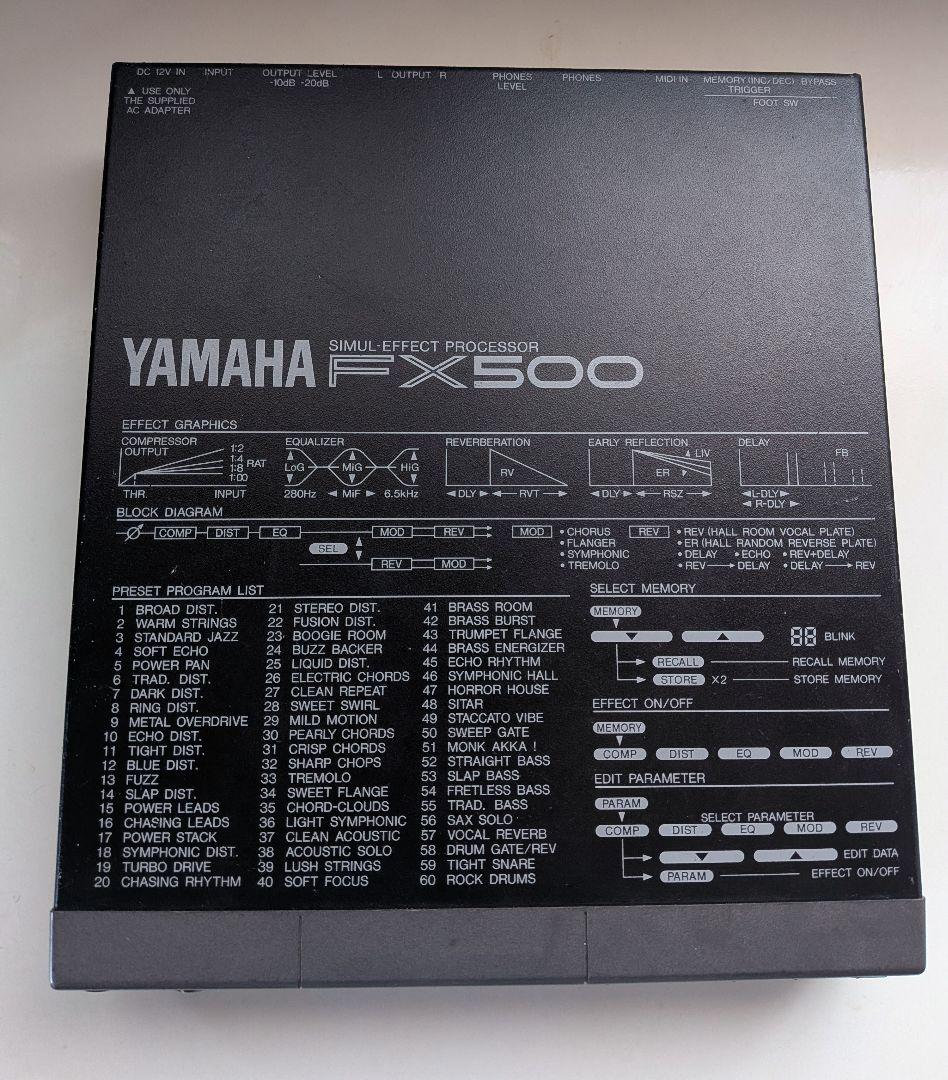 DC 12V IN INPUT OUTPUT LEVEL L OUTPUT R PHONES PHONES MIDI IN MEMORY (INC/DEC) BYPASS
-10dB -20dB LEVEL TRIGGER
▲ USE ONLY
THE SUPPLIED
AC ADAPTER
FOOT SW
YAMAHA SIMUL-EFFECT PROCESSOR
FX500
EFFECT GRAPHICS
COMPRESSOR
OUTPUT
1:2
1:4
1:8
1:∞
RAT
THR. INPUT
EQUALIZER
LoG MiG HiG
280Hz ◄ MiF ► 6.5kHz
REVERBERATION
RV
◄ DLY ►◄ RVT ►
EARLY REFLECTION
LIV
ER
◄ DLY ►◄ RSZ ►
DELAY
FB
◄ L-DLY ►
◄ R-DLY ►
BLOCK DIAGRAM
COMP DIST EQ MOD REV
SEL
REV MOD
MOD • CHORUS
• FLANGER
• SYMPHONIC
• TREMOLO
REV • REV (HALL ROOM VOCAL PLATE)
• ER (HALL RANDOM REVERSE PLATE)
• DELAY • ECHO • REV+DELAY
• REV → DELAY • DELAY → REV
PRESET PROGRAM LIST
1 BROAD DIST.
2 WARM STRINGS
3 STANDARD JAZZ
4 SOFT ECHO
5 POWER PAN
6 TRAD. DIST.
7 DARK DIST.
8 RING DIST.
9 METAL OVERDRIVE
10 ECHO DIST.
11 TIGHT DIST.
12 BLUE DIST.
13 FUZZ
14 SLAP DIST.
15 POWER LEADS
16 CHASING LEADS
17 POWER STACK
18 SYMPHONIC DIST.
19 TURBO DRIVE
20 CHASING RHYTHM
21 STEREO DIST.
22 FUSION DIST.
23 BOOGIE ROOM
24 BUZZ BACKER
25 LIQUID DIST.
26 ELECTRIC CHORDS
27 CLEAN REPEAT
28 SWEET SWIRL
29 MILD MOTION
30 PEARLY CHORDS
31 CRISP CHORDS
32 SHARP CHOPS
33 TREMOLO
34 SWEET FLANGE
35 CHORD-CLOUDS
36 LIGHT SYMPHONIC
37 CLEAN ACOUSTIC
38 ACOUSTIC SOLO
39 LUSH STRINGS
40 SOFT FOCUS
41 BRASS ROOM
42 BRASS BURST
43 TRUMPET FLANGE
44 BRASS ENERGIZER
45 ECHO RHYTHM
46 SYMPHONIC HALL
47 HORROR HOUSE
48 SITAR
49 STACCATO VIBE
50 SWEEP GATE
51 MONK AKKA !
52 STRAIGHT BASS
53 SLAP BASS
54 FRETLESS BASS
55 TRAD. BASS
56 SAX SOLO
57 VOCAL REVERB
58 DRUM GATE/REV
59 TIGHT SNARE
60 ROCK DRUMS
SELECT MEMORY
MEMORY
▼ ▲ 88 BLINK
RECALL RECALL MEMORY
STORE X2 STORE MEMORY
EFFECT ON/OFF
MEMORY
COMP DIST EQ MOD REV
EDIT PARAMETER
PARAM
SELECT PARAMETER
COMP DIST EQ MOD REV
▼ ▲ EDIT DATA
PARAM EFFECT ON/OFF